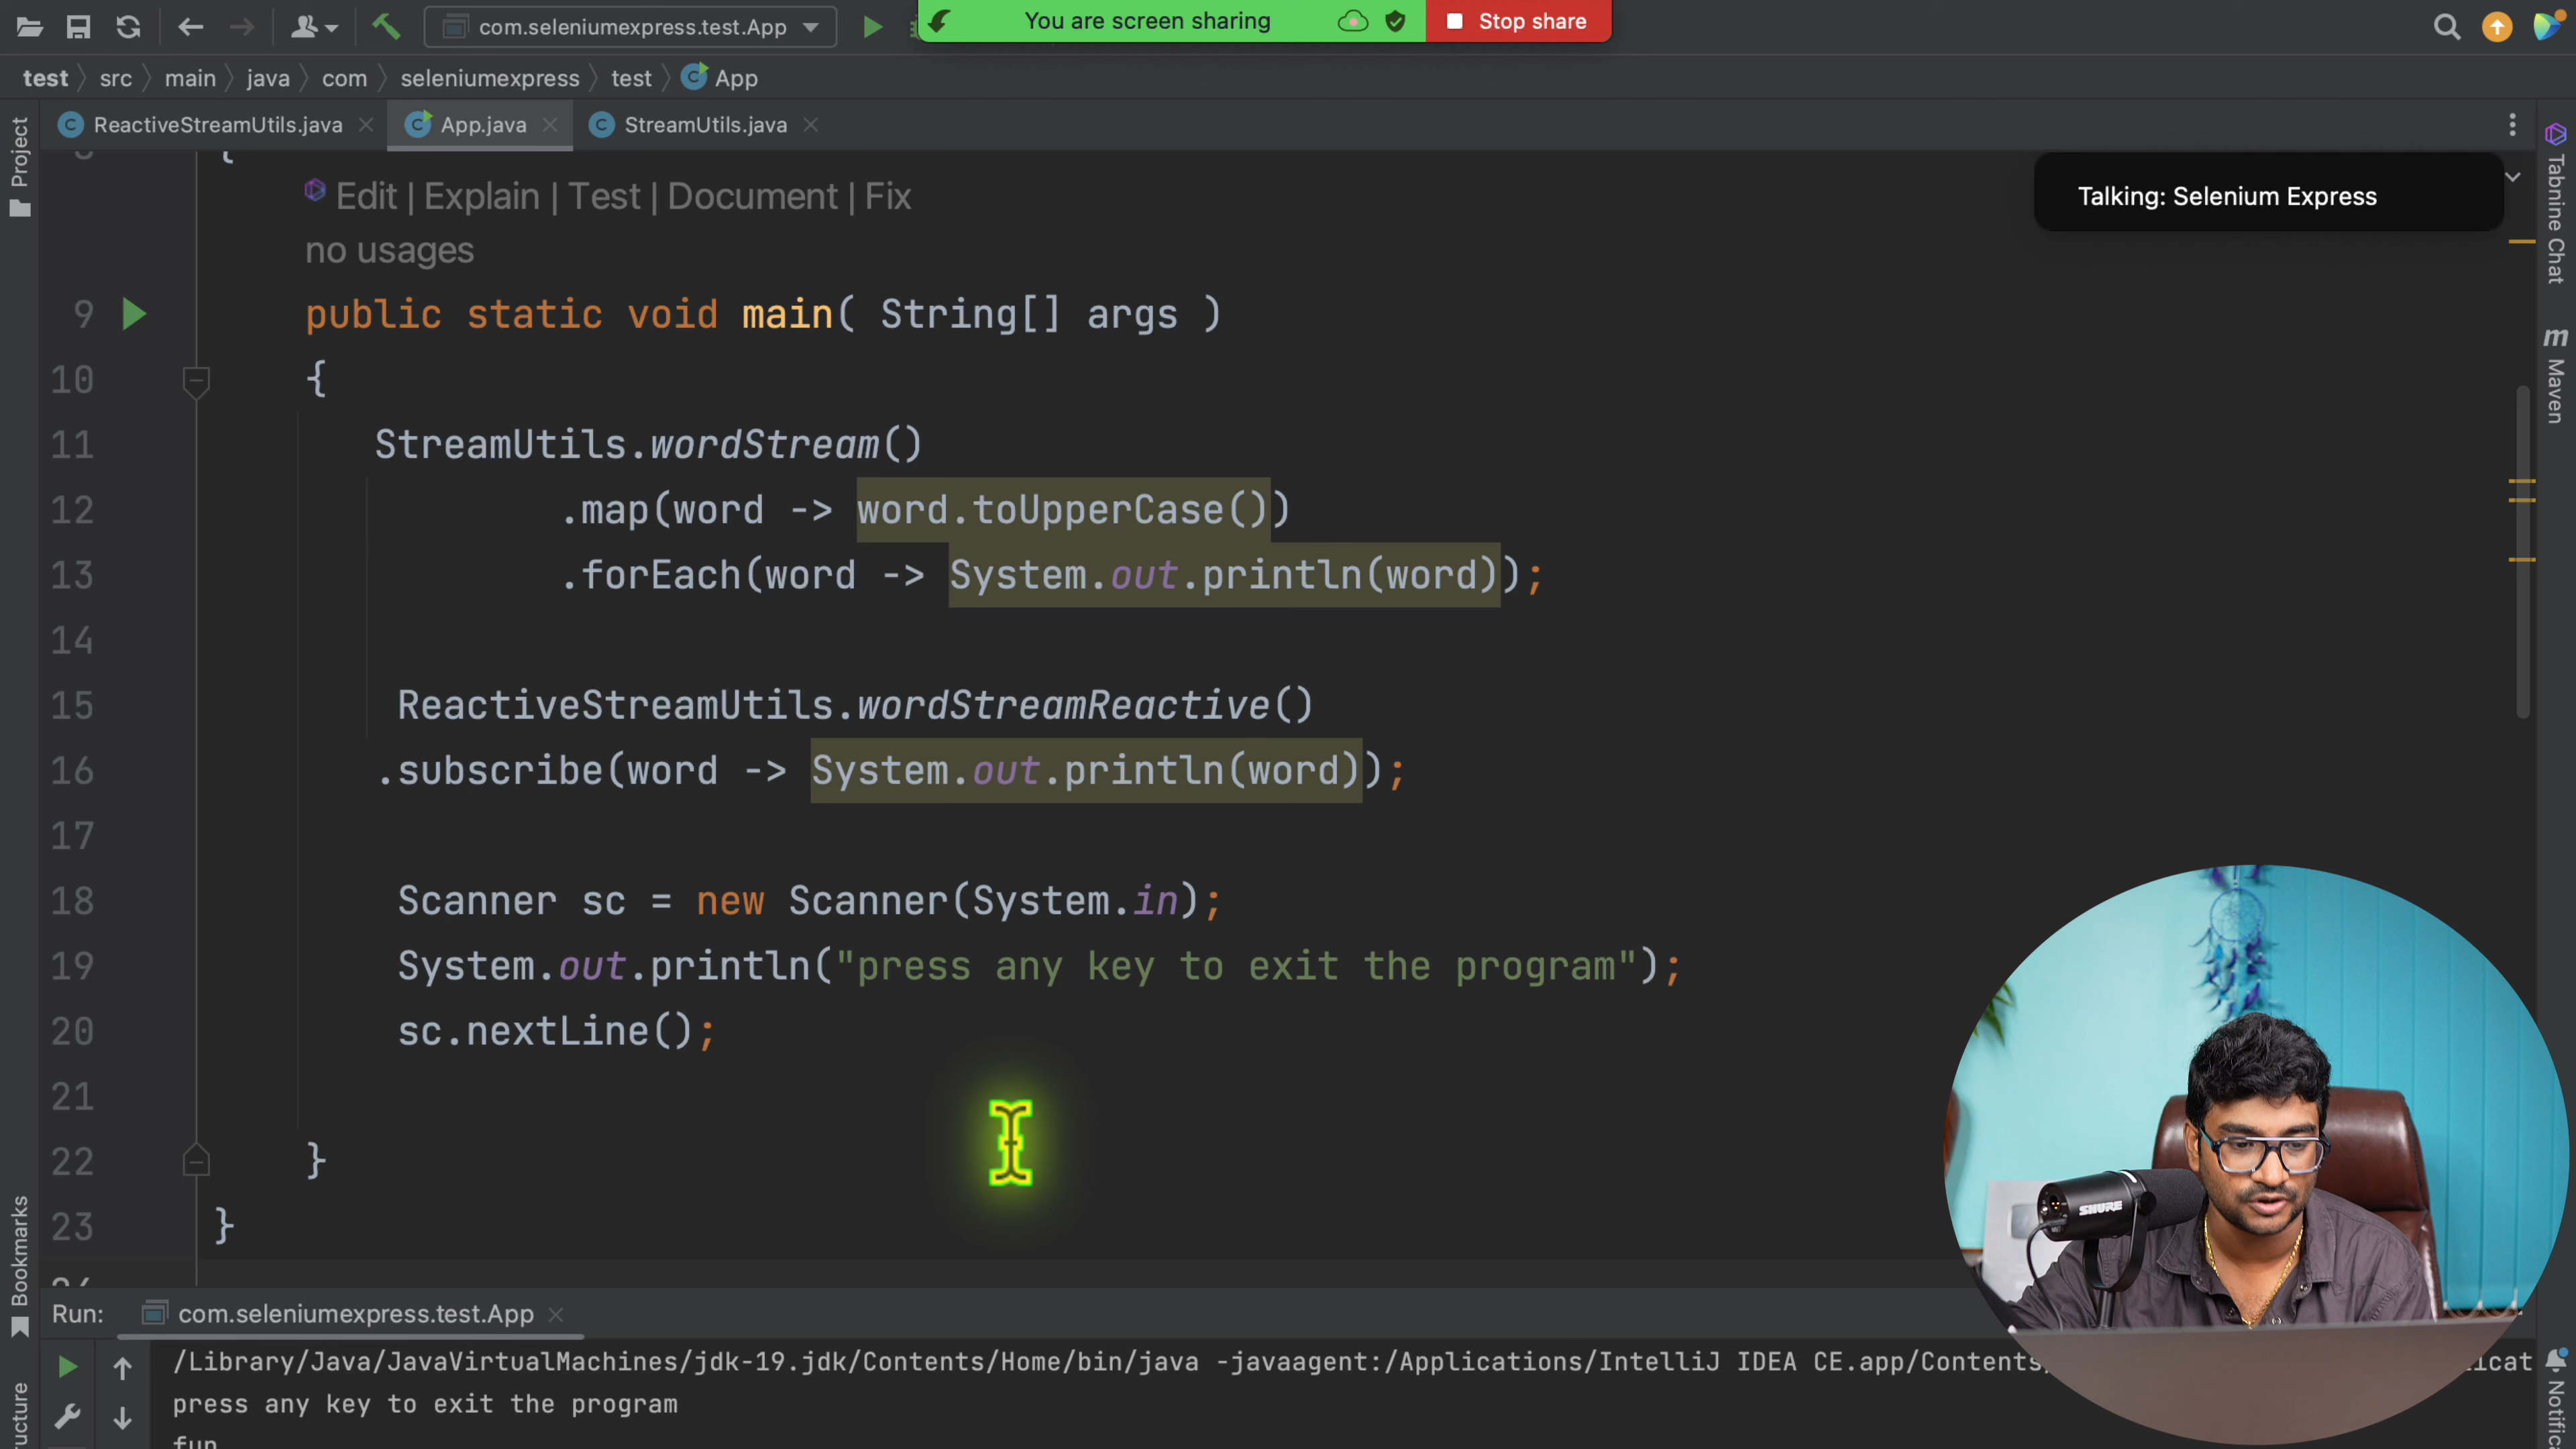 com.seleniumexpress.test.App
You are screen sharing
Stop share
test src main java com seleniumexpress test App
ReactiveStreamUtils.java
App.java
StreamUtils.java
Project
Tabnine Chat
Maven
Talking: Selenium Express
Edit | Explain | Test | Document | Fix
no usages
9 public static void main( String[] args )
10 {
11 StreamUtils.wordStream()
12 .map(word -> word.toUpperCase())
13 .forEach(word -> System.out.println(word));
14
15 ReactiveStreamUtils.wordStreamReactive()
16 .subscribe(word -> System.out.println(word));
17
18 Scanner sc = new Scanner(System.in);
19 System.out.println("press any key to exit the program");
20 sc.nextLine();
21
22 }
23 }
SHURE
Bookmarks
Run: com.seleniumexpress.test.App
/Library/Java/JavaVirtualMachines/jdk-19.jdk/Contents/Home/bin/java -javaagent:/Applications/IntelliJ IDEA CE.app/Contents
press any key to exit the program
fun